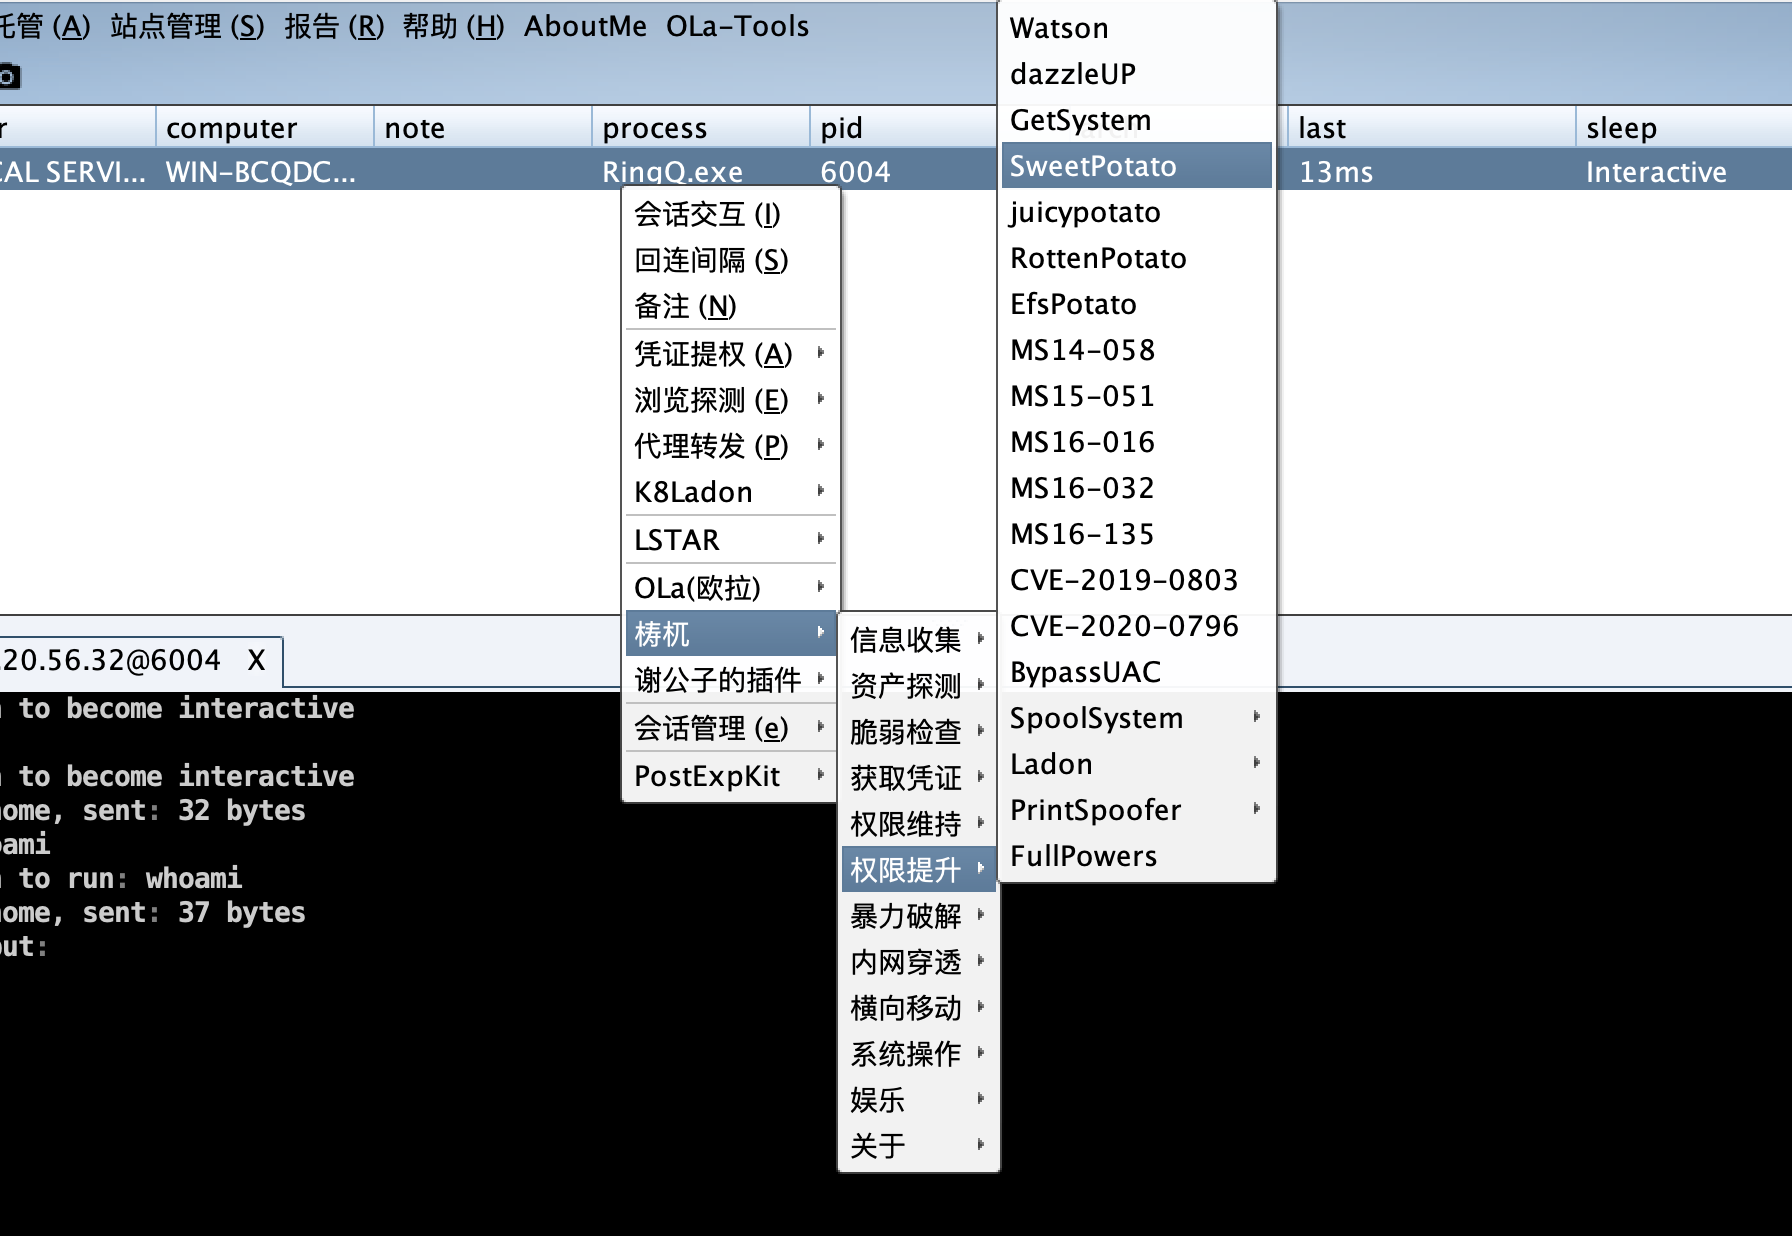 托管 (A) 站点管理 (S) 报告 (R) 帮助 (H) AboutMe OLa-Tools
computer note process pid last sleep
CAL SERVI... WIN-BCQDC... RingQ.exe 6004 13ms Interactive
会话交互 (I)
回连间隔 (S)
备注 (N)
凭证提权 (A)
浏览探测 (E)
代理转发 (P)
K8Ladon
LSTAR
OLa(欧拉)
梼杌
谢公子的插件
会话管理 (e)
PostExpKit
信息收集
资产探测
脆弱检查
获取凭证
权限维持
权限提升
暴力破解
内网穿透
横向移动
系统操作
娱乐
关于
Watson
dazzleUP
GetSystem
SweetPotato
juicypotato
RottenPotato
EfsPotato
MS14-058
MS15-051
MS16-016
MS16-032
MS16-135
CVE-2019-0803
CVE-2020-0796
BypassUAC
SpoolSystem
Ladon
PrintSpoofer
FullPowers
.20.56.32@6004 X
to become interactive
to become interactive
ome, sent: 32 bytes
oami
to run: whoami
ome, sent: 37 bytes
out: